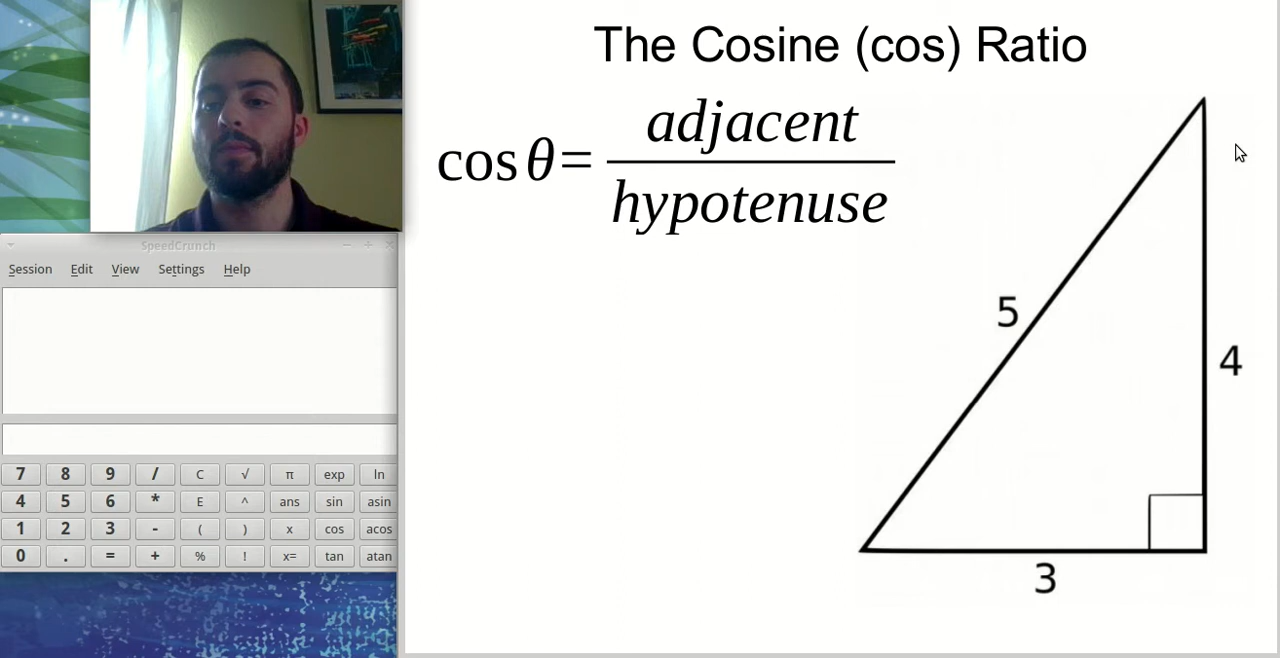 The Cosine (cos) Ratio
cos θ = adjacent
hypotenuse
5
4
3
SpeedCrunch
Session Edit View Settings Help
7 8 9 / C √ π exp ln
4 5 6 * E ^ ans sin asin
1 2 3 - ( ) x cos acos
0 . = + % ! x= tan atan